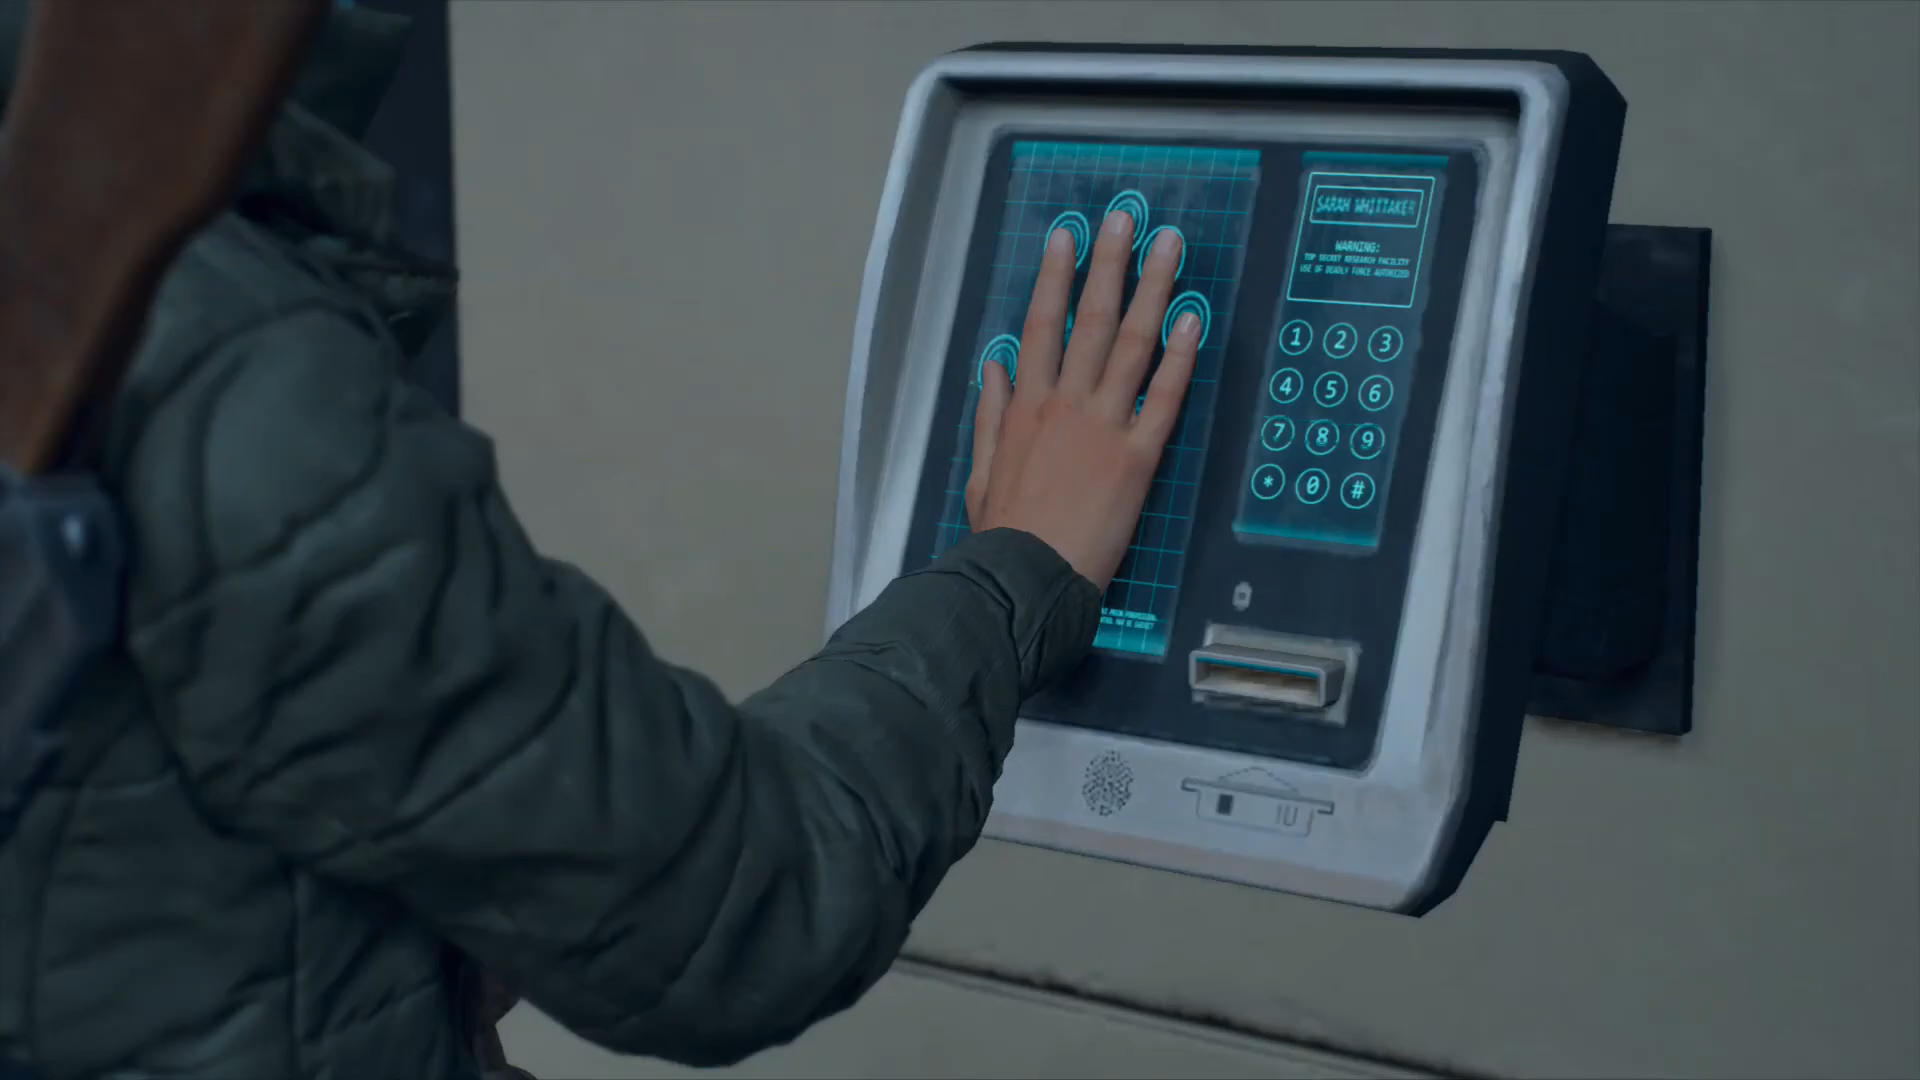 SARAH WHITTAKER
WARNING:
TOP SECRET RESEARCH FACILITY
USE OF DEADLY FORCE AUTHORIZED
1 2 3
4 5 6
7 8 9
* 0 #